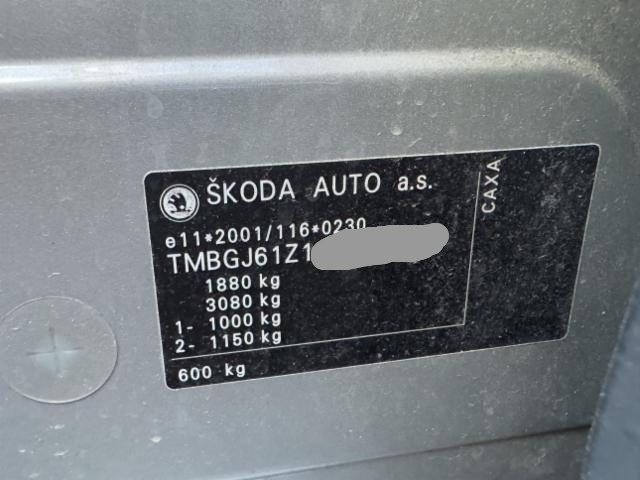 ŠKODA AUTO a.s.
CAXA
e11*2001/116*0230
TMBGJ61Z1
1880 kg
3080 kg
1- 1000 kg
2- 1150 kg
600 kg